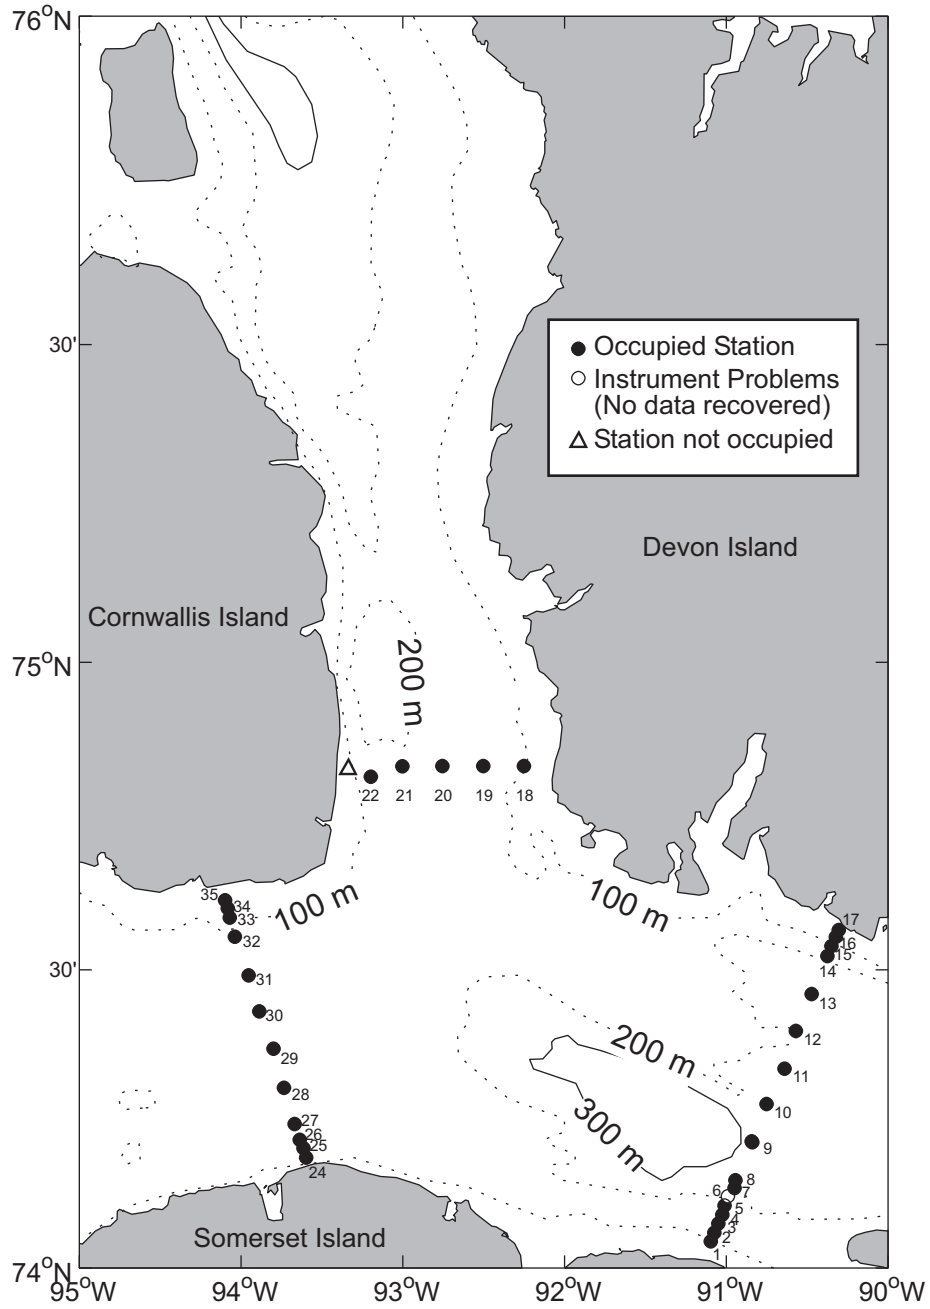 76°N
30'
Occupied Station
Instrument Problems
(No data recovered)
Station not occupied
Devon Island
Cornwallis Island
75°N
200 m
22
21
20
19
18
35
34
33
32
100 m
100 m
17
16
15
14
30'
31
30
29
28
27
26
25
24
13
12
11
10
9
200 m
300 m
8
7
6
5
4
3
2
1
Somerset Island
74°N
95°W
94°W
93°W
92°W
91°W
90°W